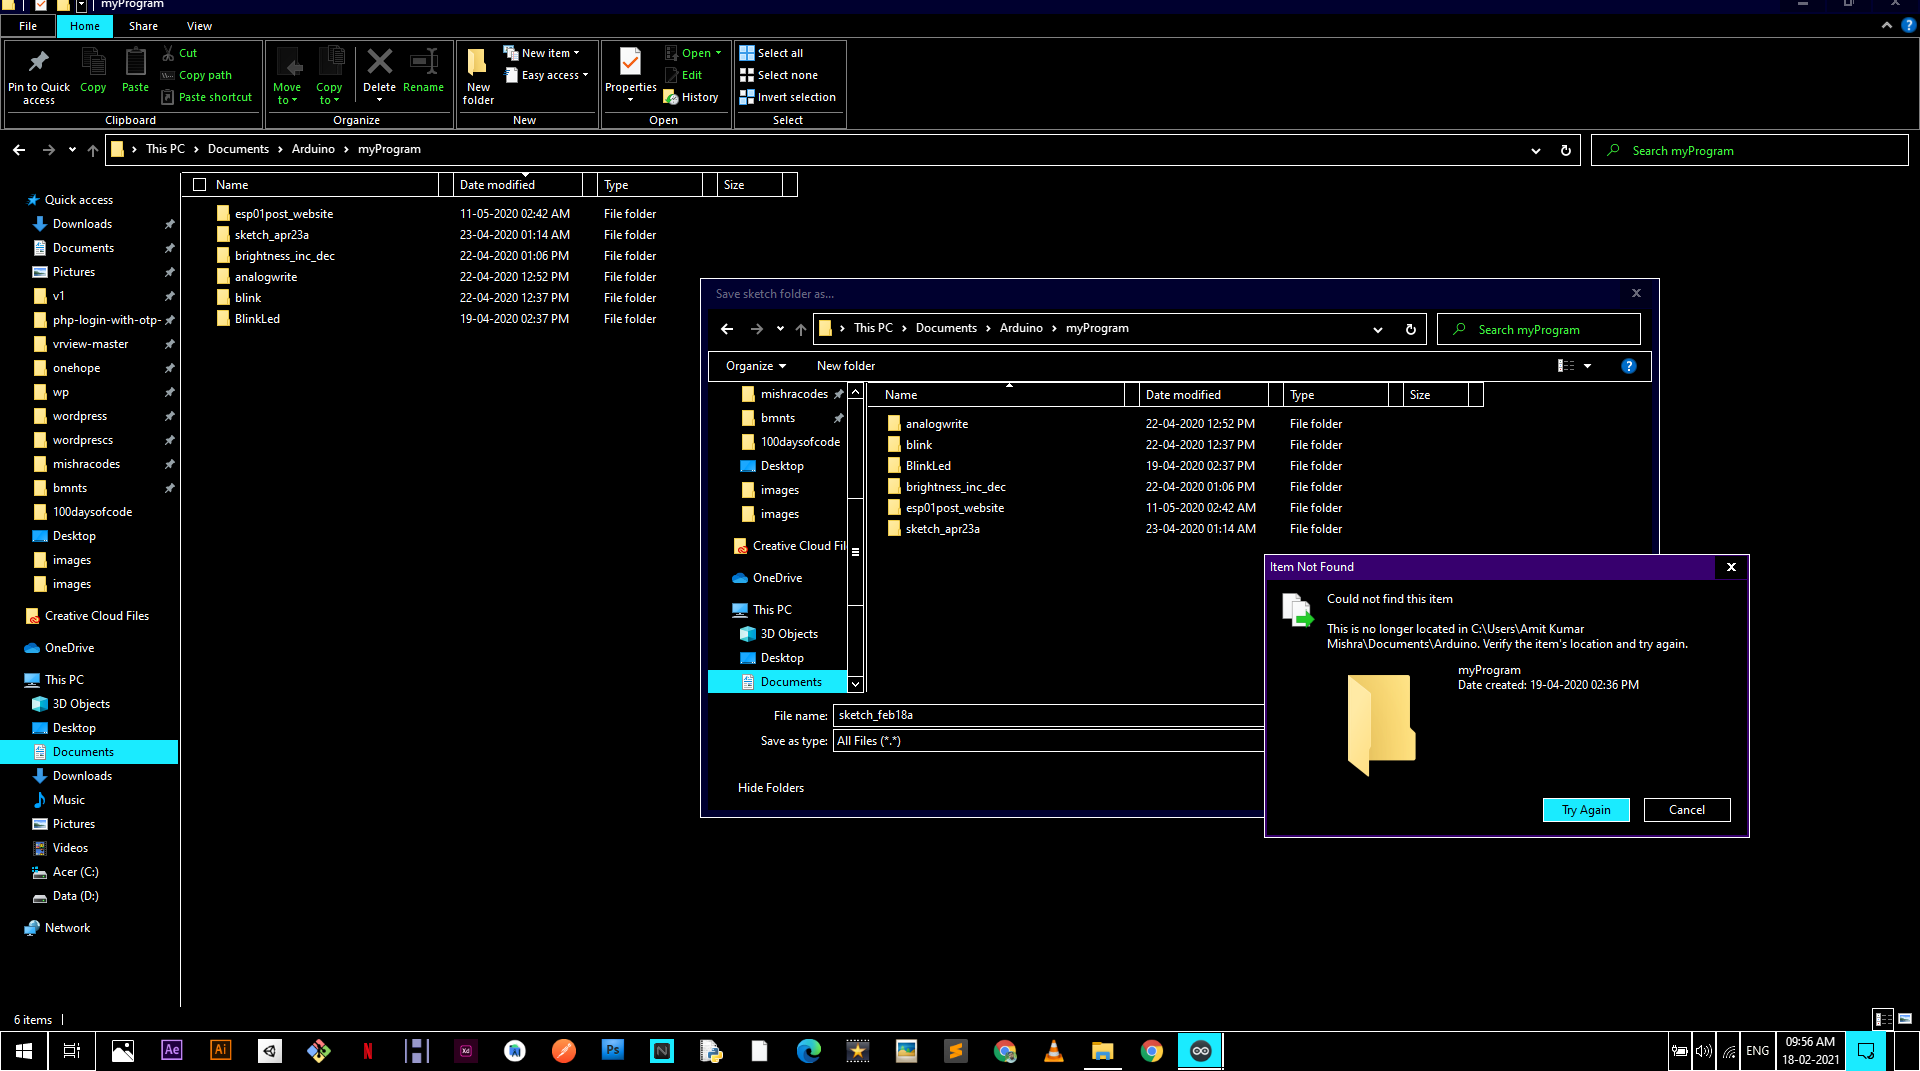 myProgram
File
Home
Share
View
Pin to Quick access
Copy
Paste
Cut
Copy path
Paste shortcut
Clipboard
Move to
Copy to
Delete
Rename
Organize
New folder
New item
Easy access
New
Properties
Open
Edit
History
Open
Select all
Select none
Invert selection
Select
This PC > Documents > Arduino > myProgram
Search myProgram
Name Date modified Type Size
esp01post_website 11-05-2020 02:42 AM File folder
sketch_apr23a 23-04-2020 01:14 AM File folder
brightness_inc_dec 22-04-2020 01:06 PM File folder
analogwrite 22-04-2020 12:52 PM File folder
blink 22-04-2020 12:37 PM File folder
BlinkLed 19-04-2020 02:37 PM File folder
Quick access
Downloads
Documents
Pictures
v1
php-login-with-otp-
vrview-master
onehope
wp
wordpress
wordprescs
mishracodes
bmnts
100daysofcode
Desktop
images
images
Creative Cloud Files
OneDrive
This PC
3D Objects
Desktop
Documents
Downloads
Music
Pictures
Videos
Acer (C:)
Data (D:)
Network
6 items
Save sketch folder as...
This PC > Documents > Arduino > myProgram
Search myProgram
Organize
New folder
mishracodes
bmnts
100daysofcode
Desktop
images
images
Creative Cloud Fil
OneDrive
This PC
3D Objects
Desktop
Documents
Name Date modified Type Size
analogwrite 22-04-2020 12:52 PM File folder
blink 22-04-2020 12:37 PM File folder
BlinkLed 19-04-2020 02:37 PM File folder
brightness_inc_dec 22-04-2020 01:06 PM File folder
esp01post_website 11-05-2020 02:42 AM File folder
sketch_apr23a 23-04-2020 01:14 AM File folder
File name: sketch_feb18a
Save as type: All Files (*.*)
Hide Folders
Item Not Found
Could not find this item
This is no longer located in C:\Users\Amit Kumar
Mishra\Documents\Arduino. Verify the item's location and try again.
myProgram
Date created: 19-04-2020 02:36 PM
Try Again
Cancel
Ae
Ai
N
H
Xd
Ps
N
ENG
09:56 AM
18-02-2021